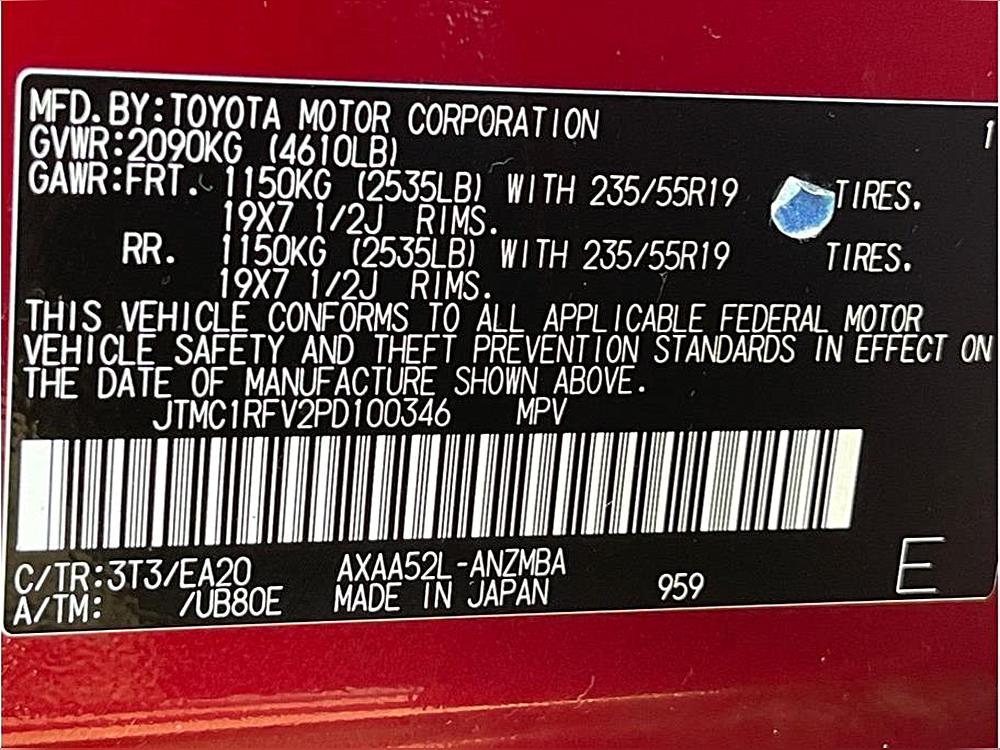 MFD. BY: TOYOTA MOTOR CORPORATION 1
GVWR: 2090KG (4610LB)
GAWR: FRT. 1150KG (2535LB) WITH 235/55R19 TIRES.
19X7 1/2J RIMS.
RR. 1150KG (2535LB) WITH 235/55R19 TIRES.
19X7 1/2J RIMS.
THIS VEHICLE CONFORMS TO ALL APPLICABLE FEDERAL MOTOR
VEHICLE SAFETY AND THEFT PREVENTION STANDARDS IN EFFECT ON
THE DATE OF MANUFACTURE SHOWN ABOVE.
JTMC1RFV2PD100346 MPV
C/TR: 3T3/EA20 AXAA52L-ANZMBA
A/TM: /UB80E MADE IN JAPAN 959 E